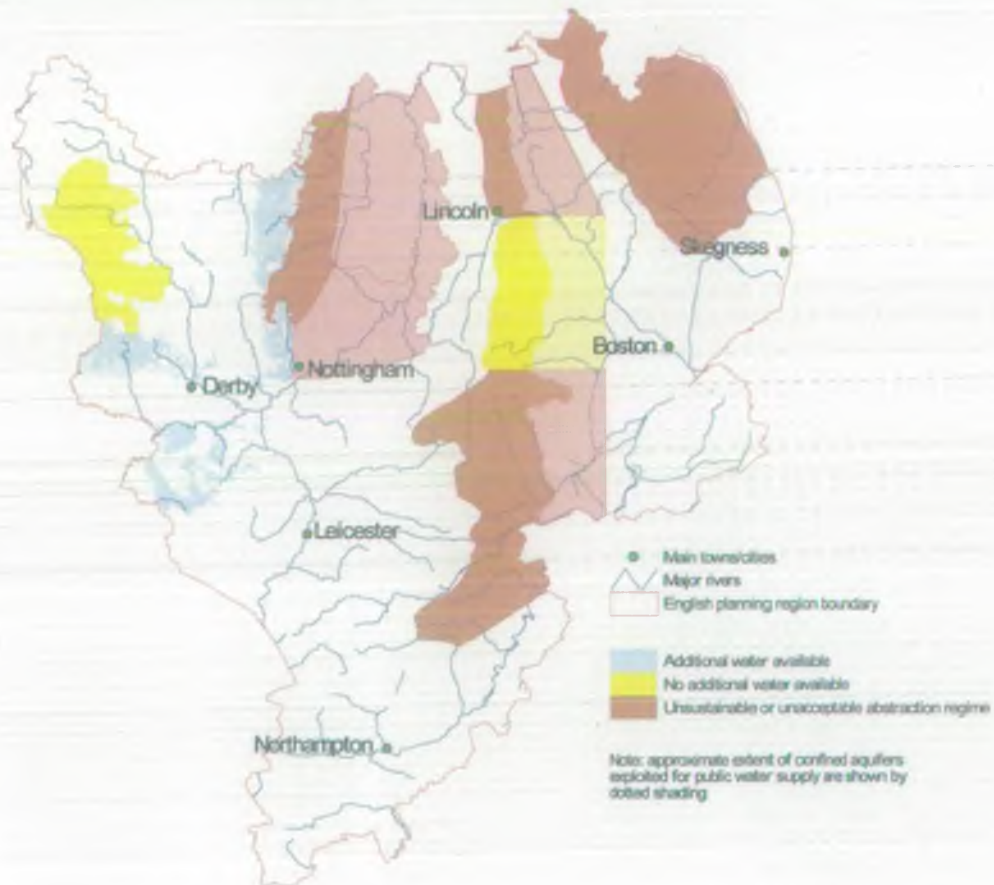 Lincoln
Skegness
Boston
Nottingham
Derby
Leicester
Northampton
Main towns/cities
Major rivers
English planning region boundary
Additional water available
No additional water available
Unsustainable or unacceptable abstraction regime
Note: approximate extent of confined aquifers
exploited for public water supply are shown by
dotted shading